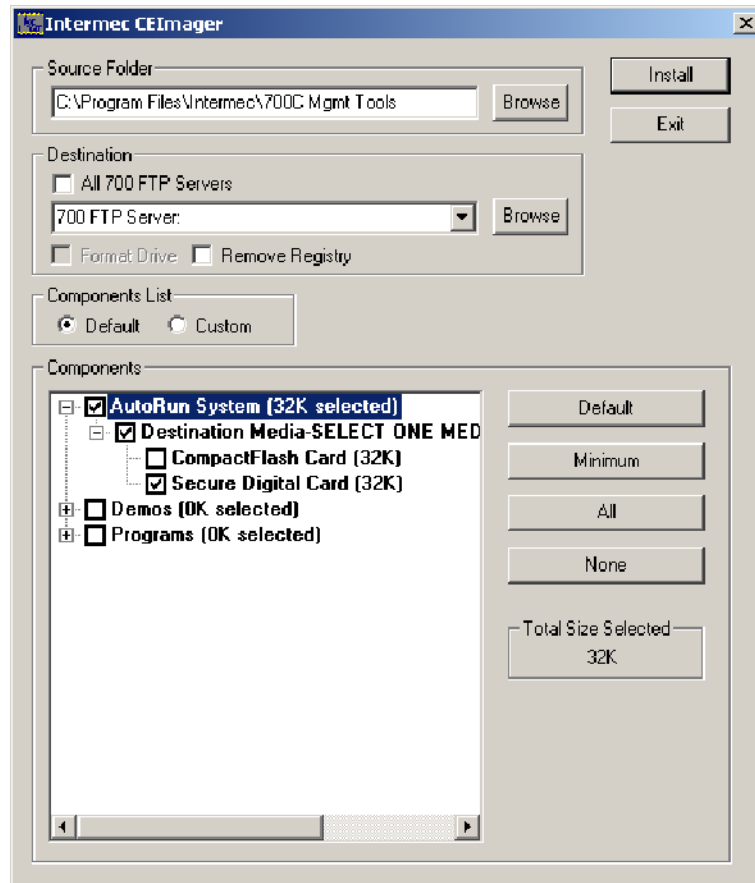 Intermec CEImager
Source Folder
C:\Program Files\Intermec\700C Mgmt Tools
Browse
Install
Exit
Destination
All 700 FTP Servers
700 FTP Server:
Browse
Format Drive
Remove Registry
Components List
Default
Custom
Components
AutoRun System (32K selected)
Destination Media-SELECT ONE MED
CompactFlash Card (32K)
Secure Digital Card (32K)
Demos (0K selected)
Programs (0K selected)
Default
Minimum
All
None
Total Size Selected
32K